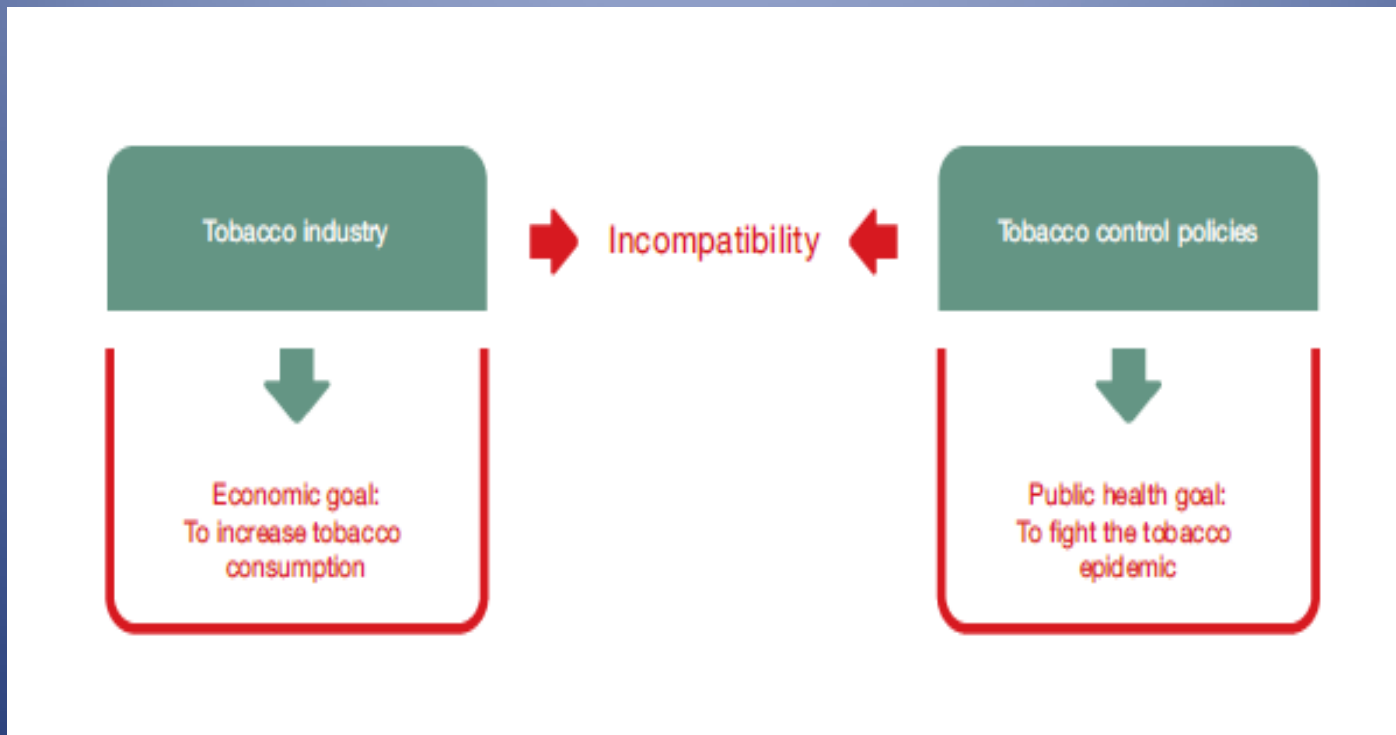 Tobacco industry
Incompatibility
Tobacco control policies
Economic goal:
To increase tobacco
consumption
Public health goal:
To fight the tobacco
epidemic